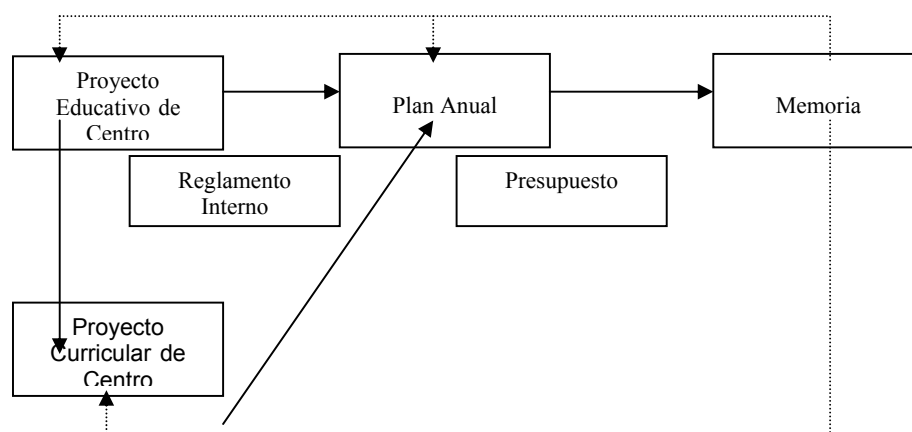 Proyecto
Educativo de
Centro
Plan Anual
Memoria
Reglamento
Interno
Presupuesto
Proyecto
Curricular de
Centro